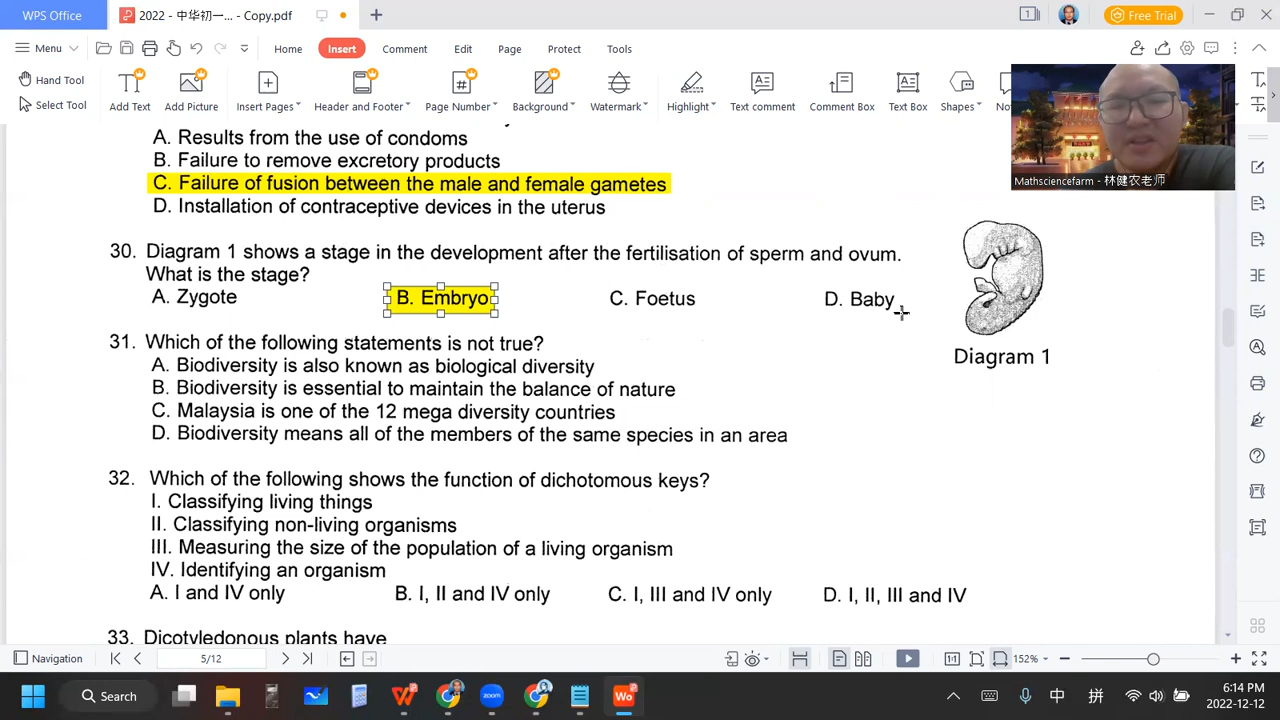 WPS Office
2022 - 中华初一... - Copy.pdf
Free Trial
Menu
Home
Insert
Comment
Edit
Page
Protect
Tools
Hand Tool
Select Tool
Add Text
Add Picture
Insert Pages
Header and Footer
Page Number
Background
Watermark
Highlight
Text comment
Comment Box
Text Box
Shapes
Mathsciencefarm - 林健农老师
A. Results from the use of condoms
B. Failure to remove excretory products
C. Failure of fusion between the male and female gametes
D. Installation of contraceptive devices in the uterus
30. Diagram 1 shows a stage in the development after the fertilisation of sperm and ovum.
What is the stage?
A. Zygote B. Embryo C. Foetus D. Baby
Diagram 1
31. Which of the following statements is not true?
A. Biodiversity is also known as biological diversity
B. Biodiversity is essential to maintain the balance of nature
C. Malaysia is one of the 12 mega diversity countries
D. Biodiversity means all of the members of the same species in an area
32. Which of the following shows the function of dichotomous keys?
I. Classifying living things
II. Classifying non-living organisms
III. Measuring the size of the population of a living organism
IV. Identifying an organism
A. I and IV only B. I, II and IV only C. I, III and IV only D. I, II, III and IV
33. Dicotyledonous plants have
Navigation
5/12
152%
Search
zoom
Wo
中
拼
6:14 PM
2022-12-12